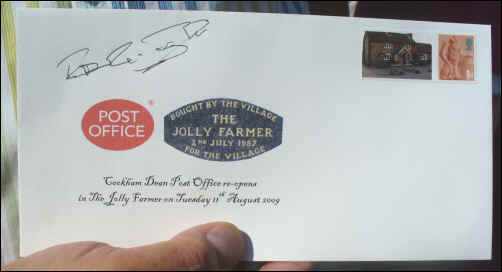 POST
OFFICE
®
BOUGHT BY THE VILLAGE
THE
JOLLY FARMER
2ND JULY 1987
FOR THE VILLAGE
Cookham Dean Post Office re-opens
in The Jolly Farmer on Tuesday 11th August 2009